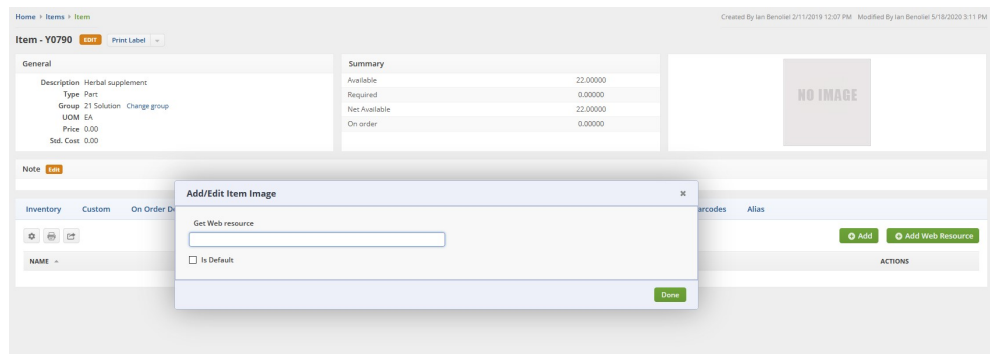 Home > Items > Item
Created By Ian Benoliel 2/11/2019 12:07 PM Modified By Ian Benoliel 5/18/2020 3:11 PM
Item - Y0790 EDIT Print Label
General
Description Herbal supplement
Type Part
Group 21 Solution Change group
UOM EA
Price 0.00
Std. Cost 0.00
Summary
Available 22.00000
Required 0.00000
Net Available 22.00000
On order 0.00000
NO IMAGE
Note Edit
Add/Edit Item Image
Get Web resource
Is Default
Done
Inventory Custom On Order De arcodes Alias
Add Add Web Resource
NAME ACTIONS